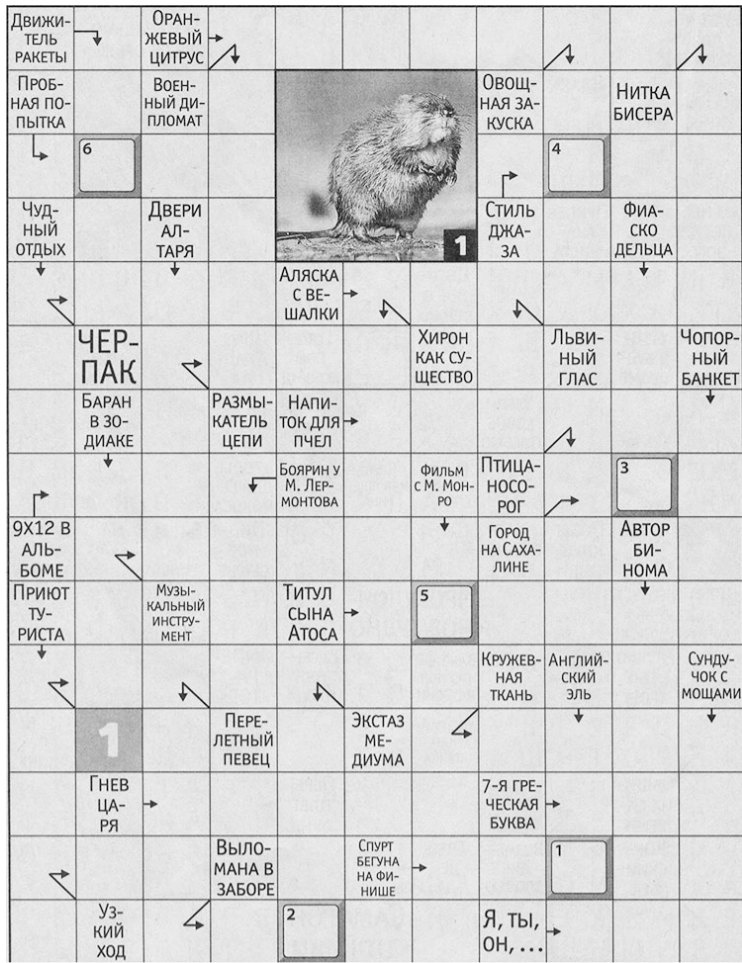 ДВИЖИ-
ТЕЛЬ
РАКЕТЫ
ОРАН-
ЖЕВЫЙ
ЦИТРУС
ПРОБ-
НАЯ ПО-
ПЫТКА
ВОЕН-
НЫЙ ДИ-
ПЛОМАТ
ОВОЩ-
НАЯ ЗА-
КУСКА
НИТКА
БИСЕРА
6
4
ЧУД-
НЫЙ
ОТДЫХ
ДВЕРИ
АЛ-
ТАРЯ
1
СТИЛЬ
ДЖА-
ЗА
ФИА-
СКО
ДЕЛЬЦА
АЛЯСКА
С ВЕ-
ШАЛКИ
ЧЕР-
ПАК
ХИРОН
КАК СУ-
ЩЕСТВО
ЛЬВИ-
НЫЙ
ГЛАС
ЧОПОР-
НЫЙ
БАНКЕТ
БАРАН
В ЗО-
ДИАКЕ
РАЗМЫ-
КАТЕЛЬ
ЦЕПИ
НАПИ-
ТОК ДЛЯ
ПЧЕЛ
БОЯРИН У
М. ЛЕР-
МОНТОВА
ФИЛЬМ
С М. МОН-
РО
ПТИЦА-
НОСО-
РОГ
3
9Х12 В
АЛЬ-
БОМЕ
ГОРОД
НА САХА-
ЛИНЕ
АВТОР
БИ-
НОМА
ПРИЮТ
ТУ-
РИСТА
МУЗЫ-
КАЛЬНЫЙ
ИНСТРУ-
МЕНТ
ТИТУЛ
СЫНА
АТОСА
5
КРУЖЕВ-
НАЯ
ТКАНЬ
АНГЛИЙ-
СКИЙ
ЭЛЬ
СУНДУ-
ЧОК С
МОЩАМИ
1
ПЕРЕ-
ЛЕТНЫЙ
ПЕВЕЦ
ЭКСТАЗ
МЕ-
ДИУМА
ГНЕВ
ЦА-
РЯ
7-Я ГРЕ-
ЧЕСКАЯ
БУКВА
ВЫЛО-
МАНА В
ЗАБОРЕ
СПУРТ
БЕГУНА
НА ФИ-
НИШЕ
1
УЗ-
КИЙ
ХОД
2
Я, ТЫ,
ОН, ...